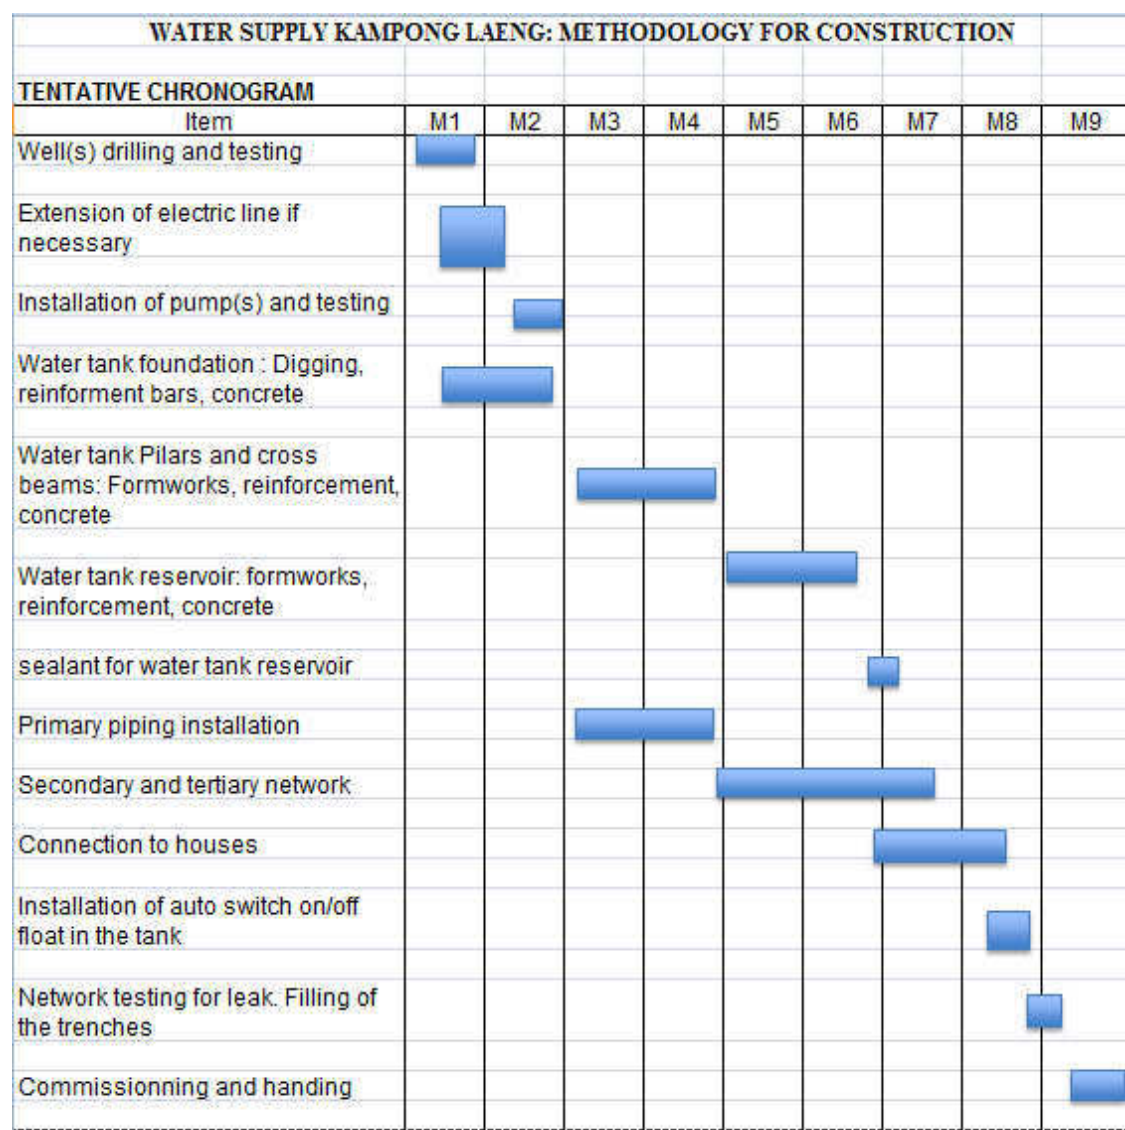 WATER SUPPLY KAMPONG LAENG: METHODOLOGY FOR CONSTRUCTION
TENTATIVE CHRONOGRAM
Item M1 M2 M3 M4 M5 M6 M7 M8 M9
Well(s) drilling and testing
Extension of electric line if
necessary
Installation of pump(s) and testing
Water tank foundation : Digging,
reinforment bars, concrete
Water tank Pilars and cross
beams: Formworks, reinforcement,
concrete
Water tank reservoir: formworks,
reinforcement, concrete
sealant for water tank reservoir
Primary piping installation
Secondary and tertiary network
Connection to houses
Installation of auto switch on/off
float in the tank
Network testing for leak. Filling of
the trenches
Commissionning and handing